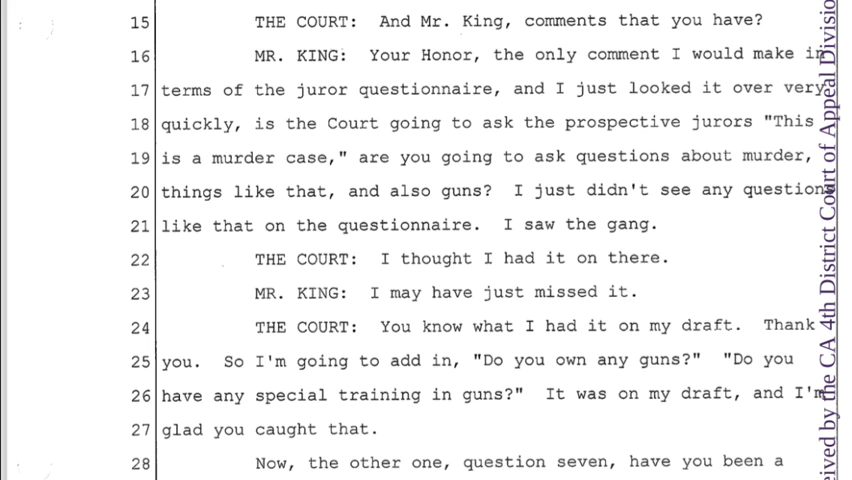 15 THE COURT: And Mr. King, comments that you have?
16 MR. KING: Your Honor, the only comment I would make in
17 terms of the juror questionnaire, and I just looked it over very
18 quickly, is the Court going to ask the prospective jurors "This
19 is a murder case," are you going to ask questions about murder,
20 things like that, and also guns? I just didn't see any questions
21 like that on the questionnaire. I saw the gang.
22 THE COURT: I thought I had it on there.
23 MR. KING: I may have just missed it.
24 THE COURT: You know what I had it on my draft. Thank
25 you. So I'm going to add in, "Do you own any guns?" "Do you
26 have any special training in guns?" It was on my draft, and I'm
27 glad you caught that.
28 Now, the other one, question seven, have you been a
eived by the CA 4th District Court of Appeal Divisio